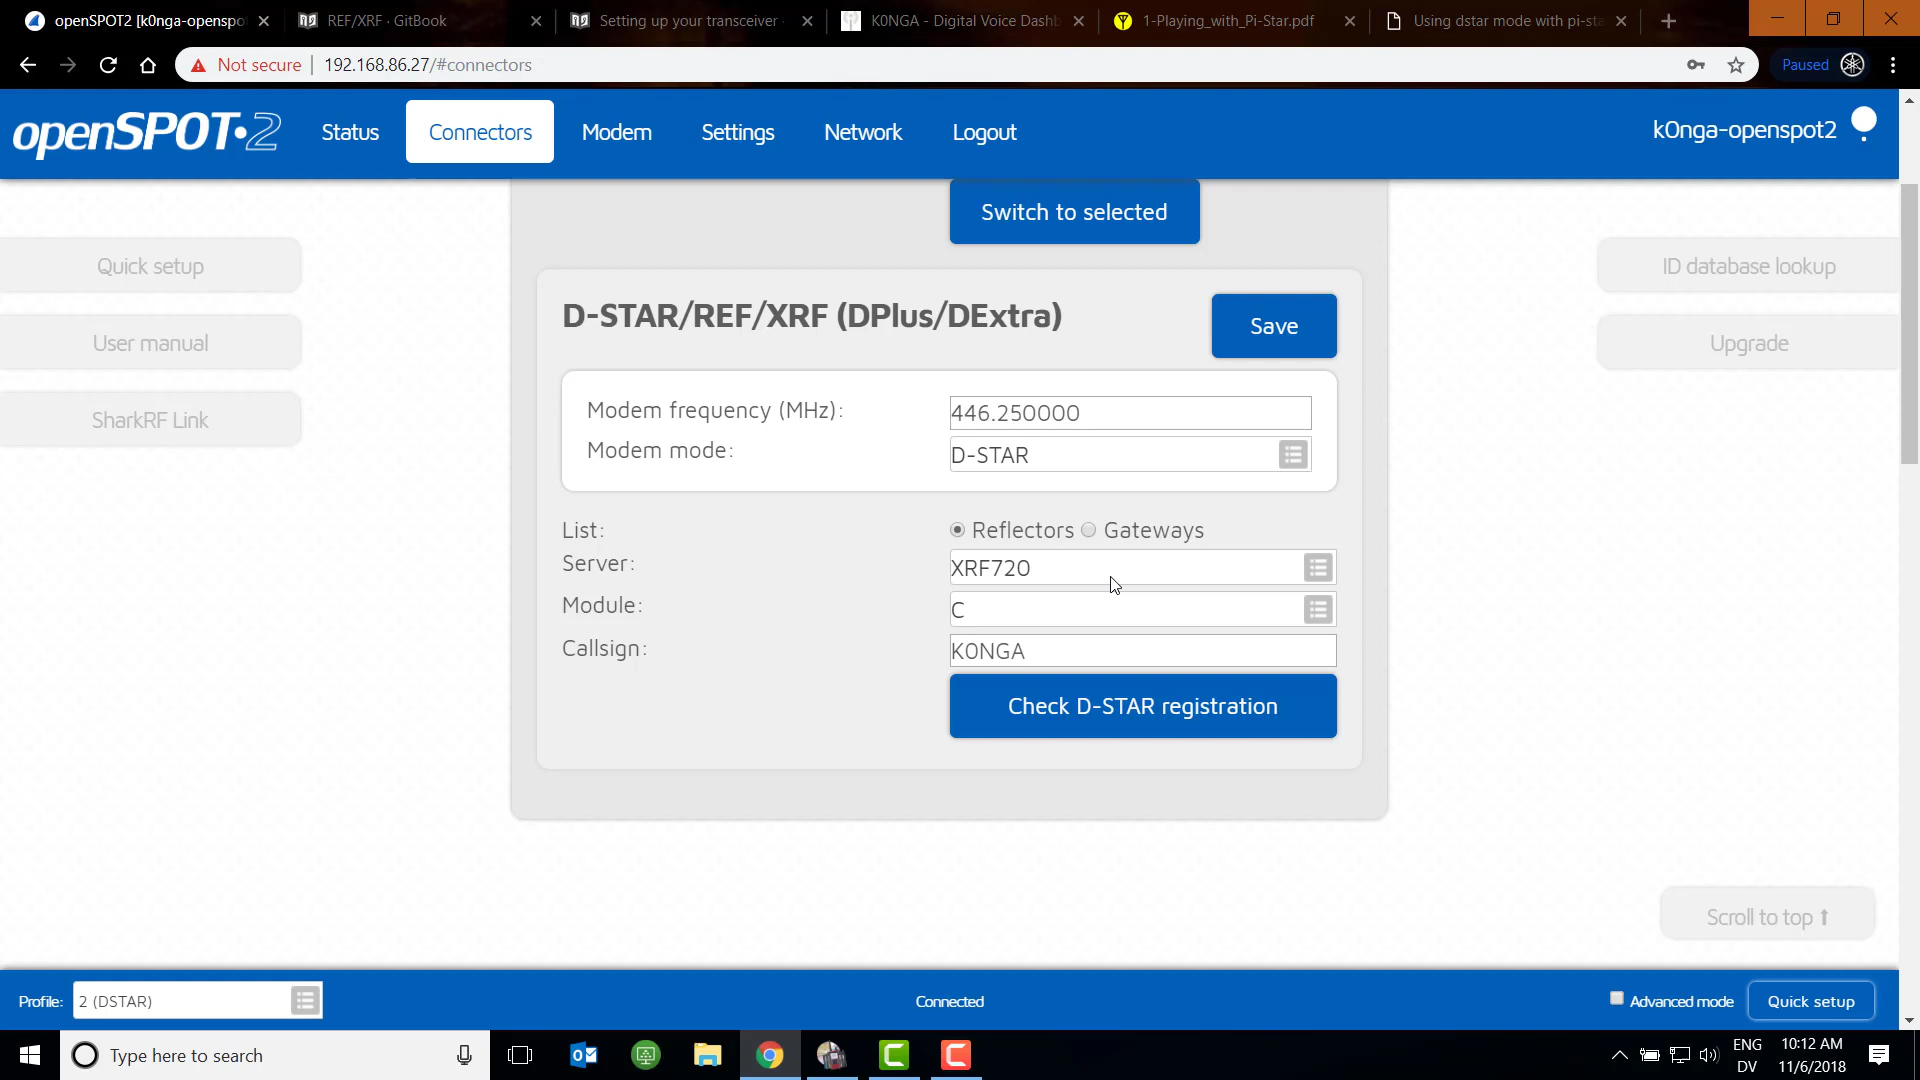 openSPOT2 [k0nga-openspo
REF/XRF · GitBook
Setting up your transceiver ·
K0NGA - Digital Voice Dashb
1-Playing_with_Pi-Star.pdf
Using dstar mode with pi-sta
Not secure
192.168.86.27/#connectors
Paused
openSPOT·2
Status
Connectors
Modem
Settings
Network
Logout
k0nga-openspot2
Switch to selected
Quick setup
User manual
SharkRF Link
ID database lookup
Upgrade
D-STAR/REF/XRF (DPlus/DExtra)
Save
Modem frequency (MHz): 446.250000
Modem mode: D-STAR
List: Reflectors Gateways
Server: XRF720
Module: C
Callsign: K0NGA
Check D-STAR registration
Scroll to top ⬆
Profile: 2 (DSTAR)
Connected
Advanced mode
Quick setup
Type here to search
ENG
DV
10:12 AM
11/6/2018